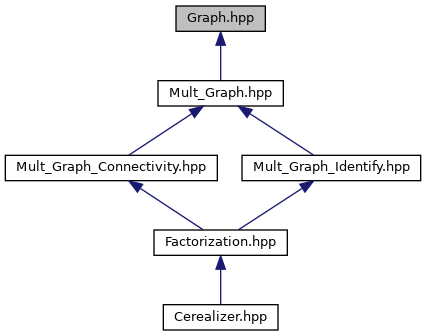 Graph.hpp
Mult_Graph.hpp
Mult_Graph_Connectivity.hpp
Mult_Graph_Identify.hpp
Factorization.hpp
Cerealizer.hpp